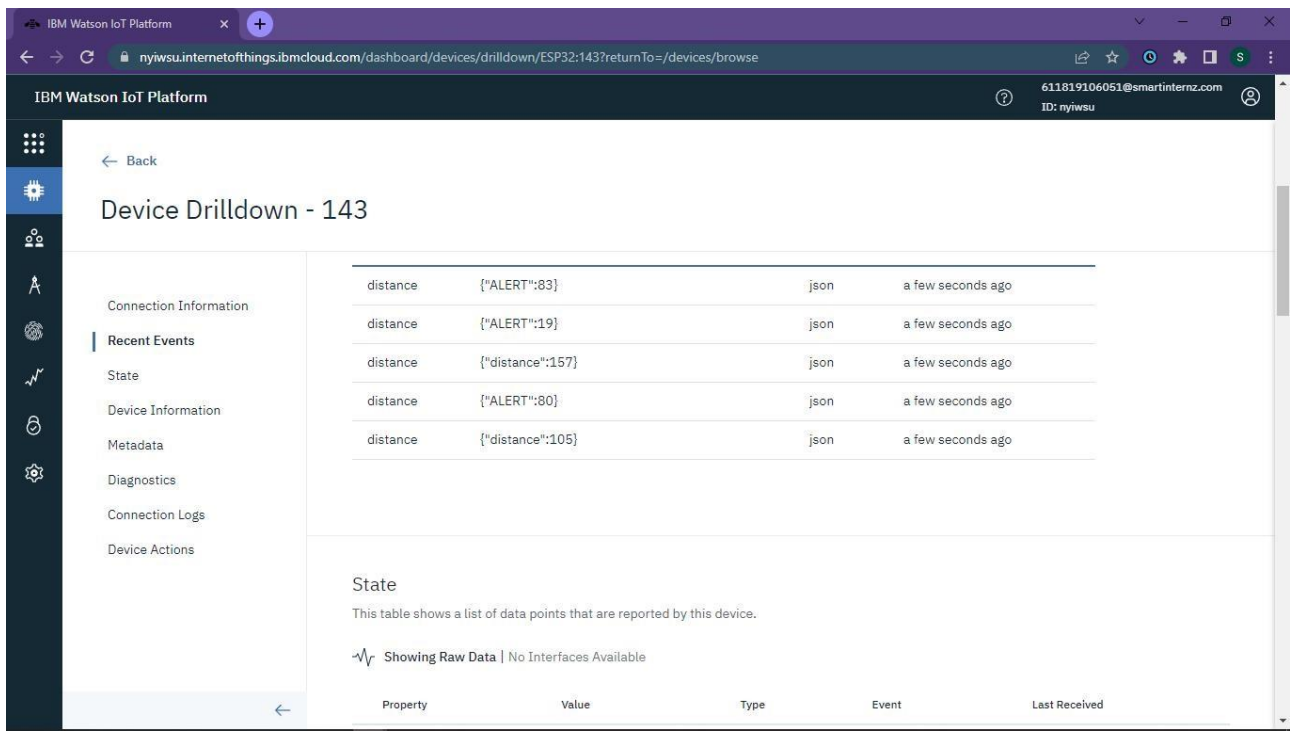 IBM Watson IoT Platform
nyiwsu.internetofthings.ibmcloud.com/dashboard/devices/drilldown/ESP32:143?returnTo=/devices/browse
S
IBM Watson IoT Platform
611819106051@smartinternz.com
ID: nyiwsu
Back
Device Drilldown - 143
Connection Information
Recent Events
State
Device Information
Metadata
Diagnostics
Connection Logs
Device Actions
distance {"ALERT":83} json a few seconds ago
distance {"ALERT":19} json a few seconds ago
distance {"distance":157} json a few seconds ago
distance {"ALERT":80} json a few seconds ago
distance {"distance":105} json a few seconds ago
State
This table shows a list of data points that are reported by this device.
Showing Raw Data | No Interfaces Available
Property Value Type Event Last Received